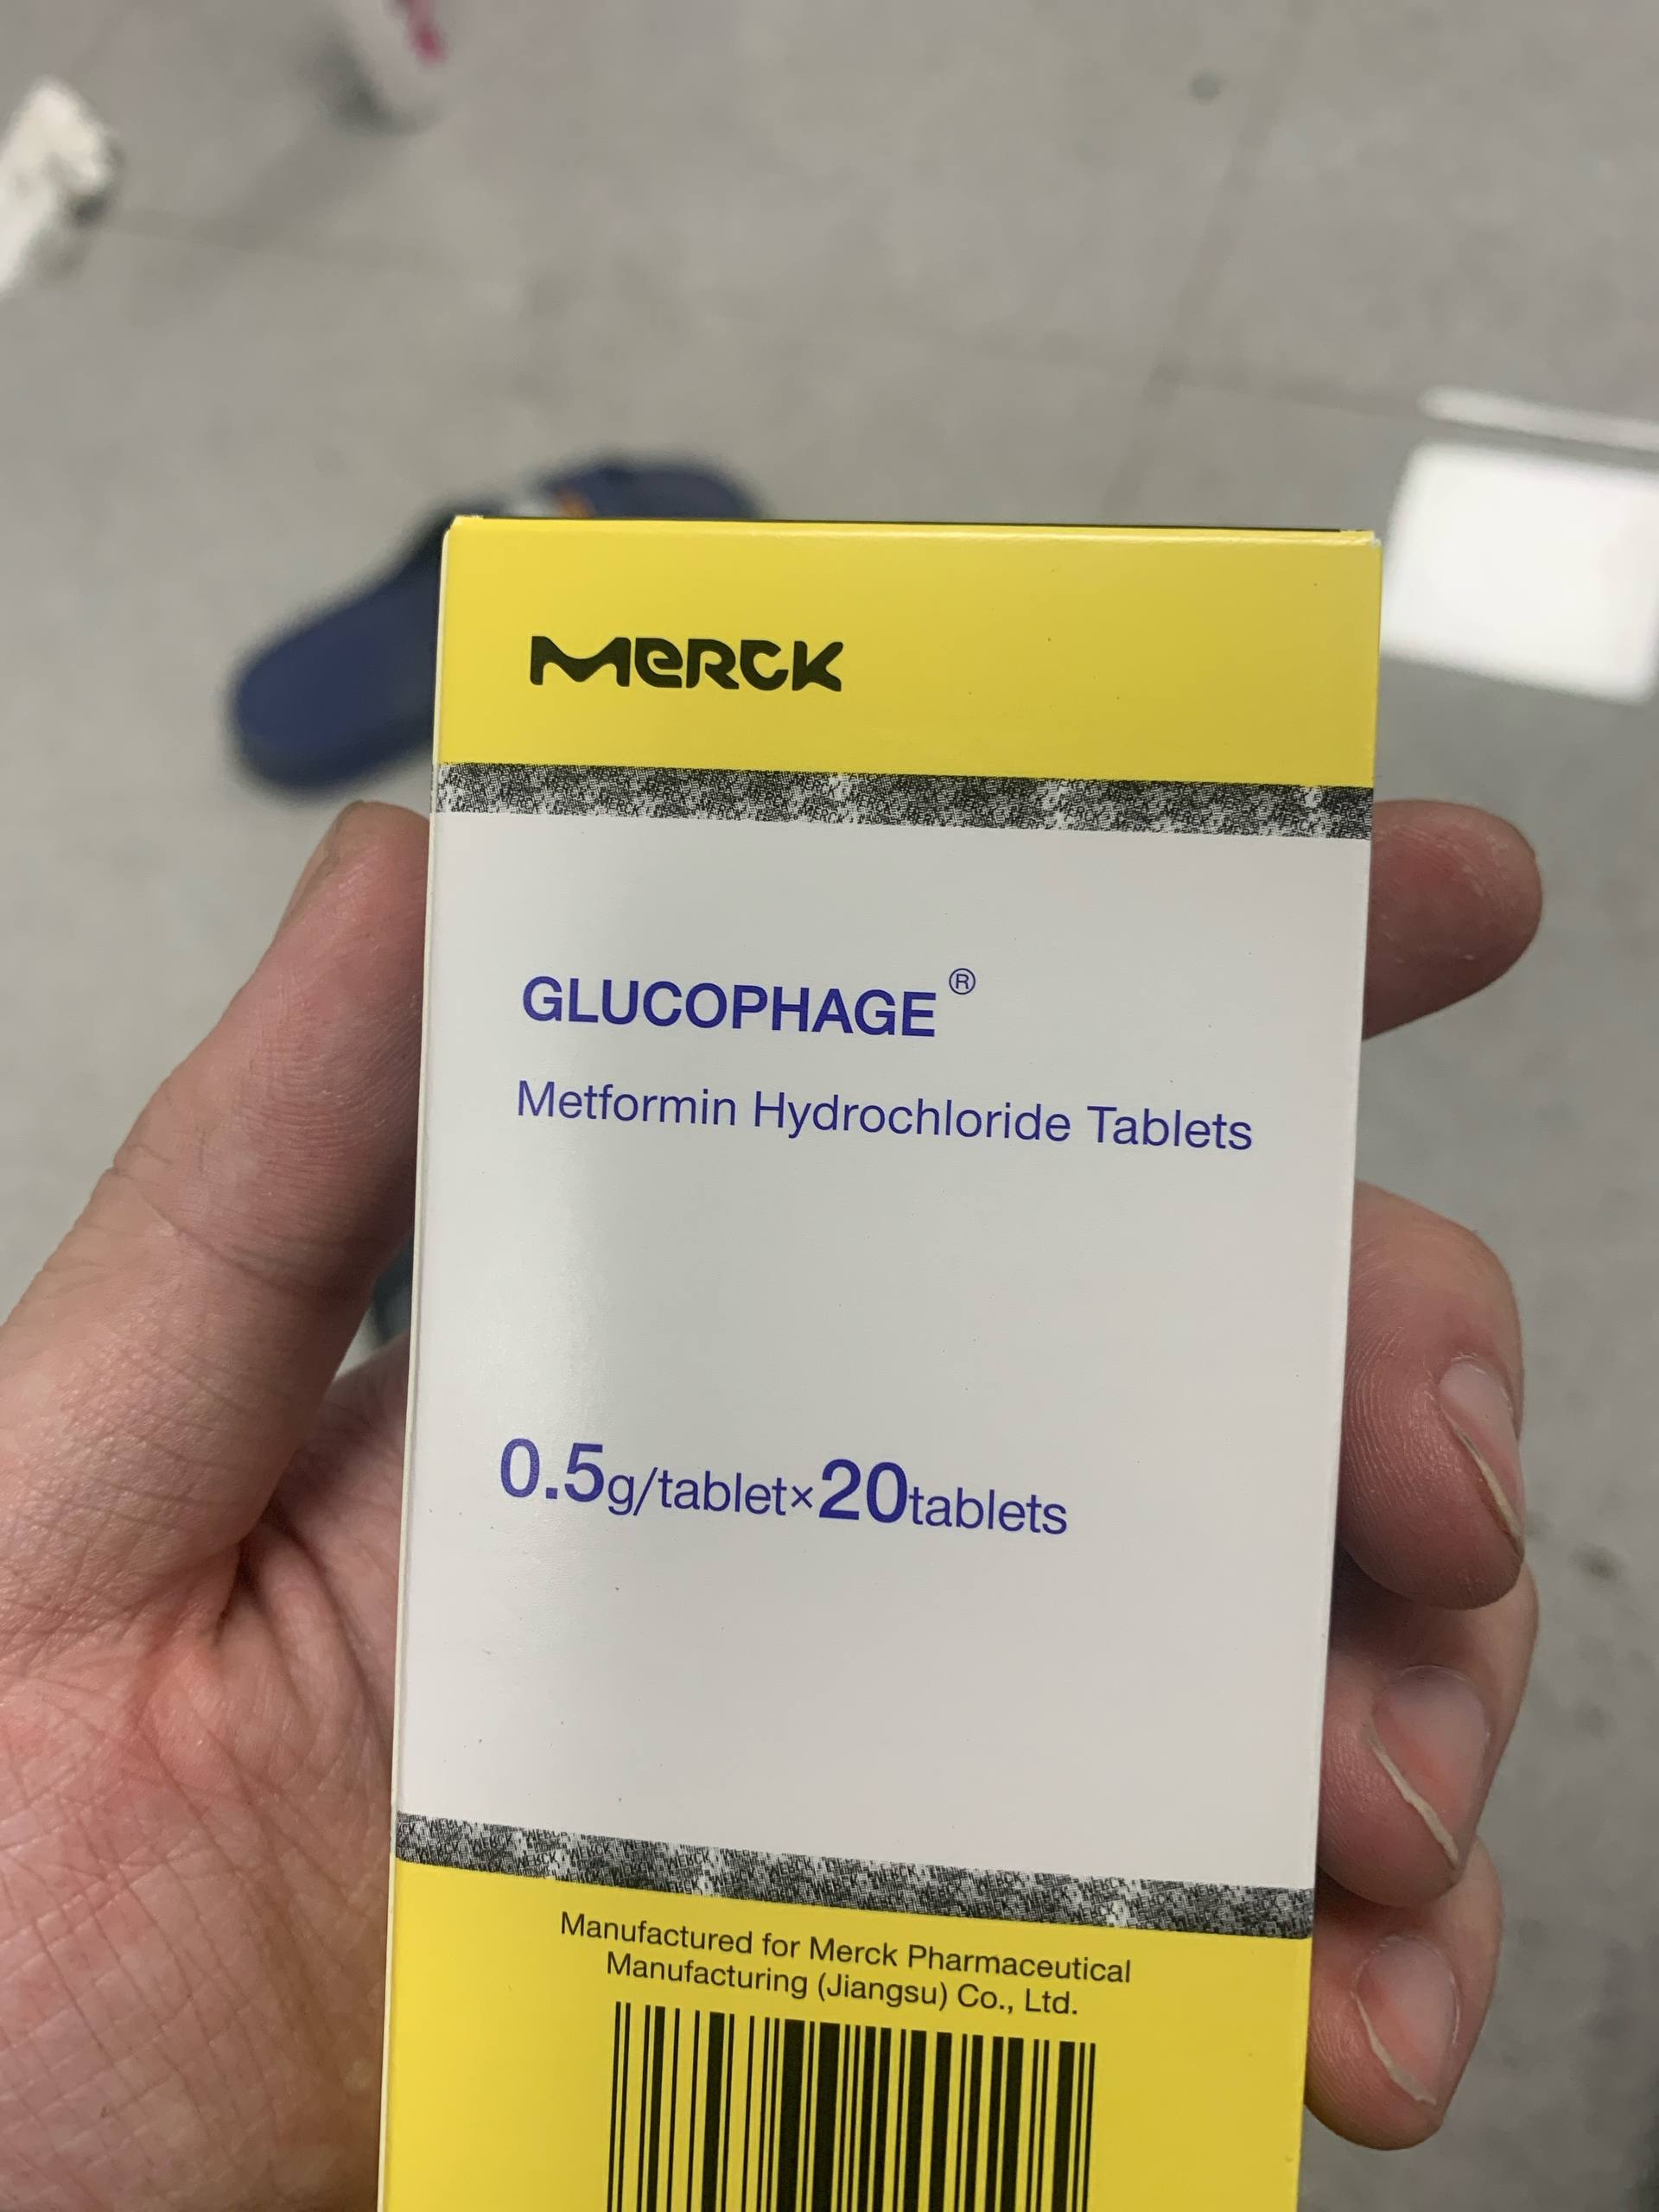 MERCK
GLUCOPHAGE®
Metformin Hydrochloride Tablets
0.5g/tablet×20tablets
Manufactured for Merck Pharmaceutical
Manufacturing (Jiangsu) Co., Ltd.